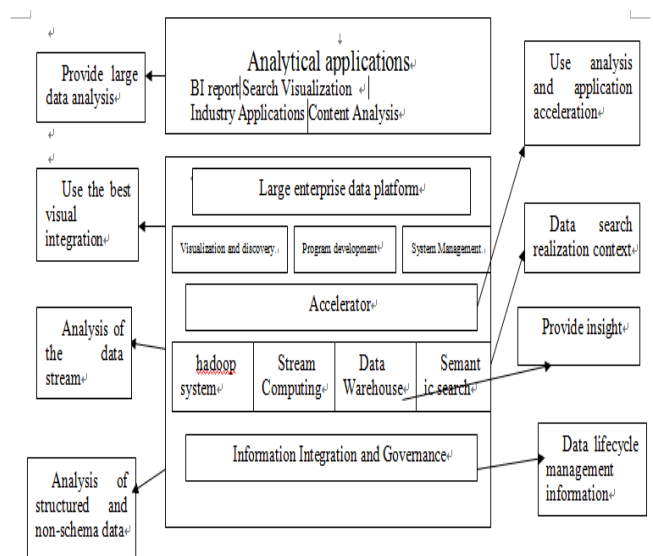 Provide large
data analysis
Analytical applications
BI report Search Visualization
Industry Applications Content Analysis
Use analysis
and application
acceleration
Use the best
visual
integration
Large enterprise data platform
Visualization and discovery
Program development
System Management
Data search
realization context
Accelerator
Analysis of
the data
stream
hadoop
system
Stream
Computing
Data
Warehouse
Semant
ic search
Provide insight
Information Integration and Governance
Analysis of
structured and
non-schema data
Data lifecycle
management
information